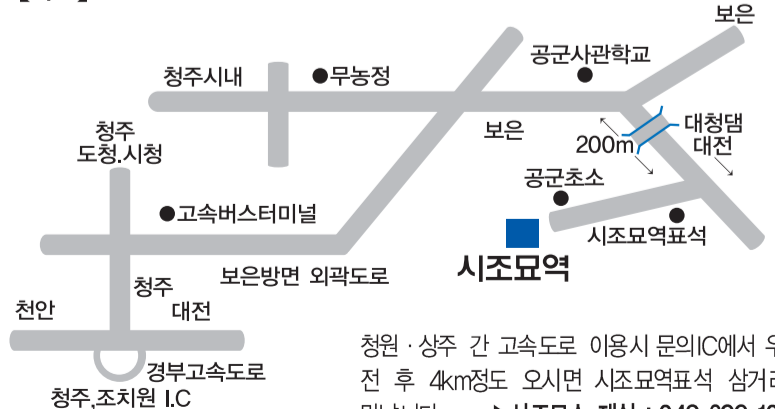 보은
공군사관학교
청주시내
●무농정
보은
대청댐
대전
200m
청주
도청.시청
공군초소
●고속버스터미널
시조묘역표석
시조묘역
보은방면 외곽도로
청주
천안
대전
경부고속도로
청주,조치원 I.C
청원 · 상주 간 고속도로 이용시 문의IC에서
전 후 4km정도 오시면 시조묘역표석